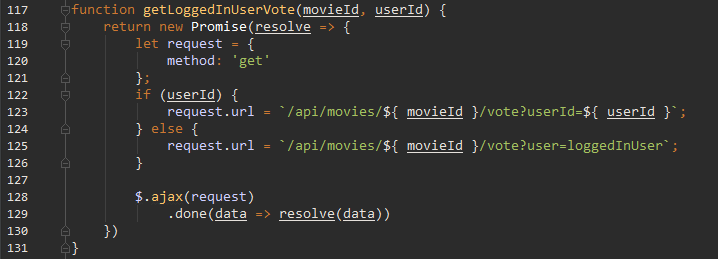 117 function getLoggedInUserVote(movieId, userId) {
118     return new Promise(resolve => {
119         let request = {
120             method: 'get'
121         };
122         if (userId) {
123             request.url = `/api/movies/${ movieId }/vote?userId=${ userId }`;
124         } else {
125             request.url = `/api/movies/${ movieId }/vote?user=loggedInUser`;
126         }
127
128         $.ajax(request)
129             .done(data => resolve(data))
130     })
131 }